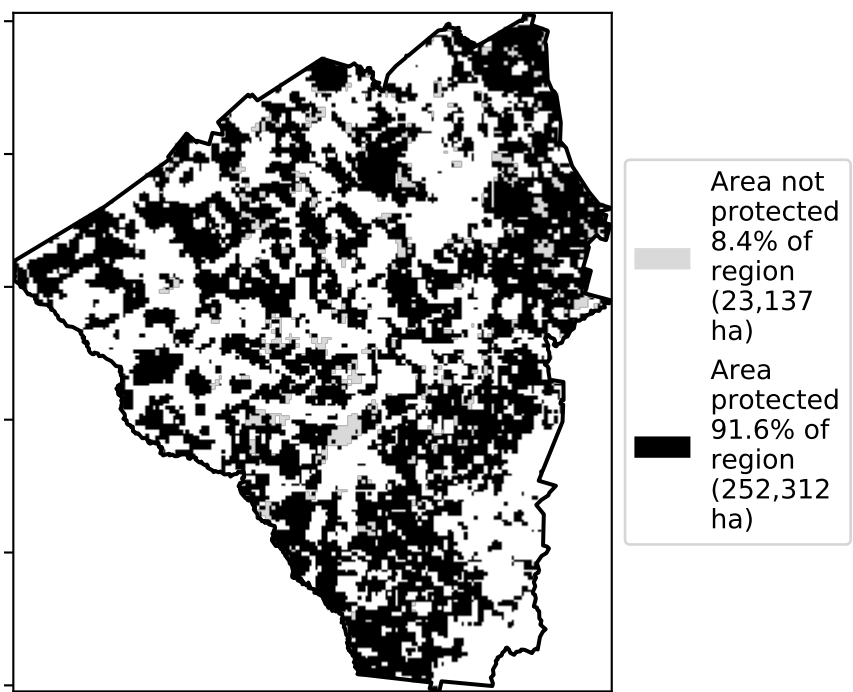 Area not
protected
8.4% of
region
(23,137
ha)
Area
protected
91.6% of
region
(252,312
ha)